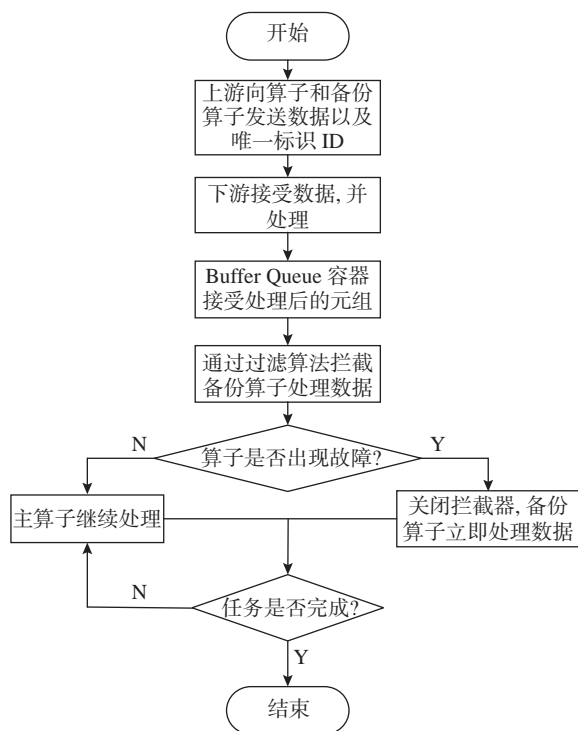 开始
上游向算子和备份
算子发送数据以及
唯一标识 ID
下游接受数据, 并
处理
Buffer Queue 容器
接受处理后的元组
通过过滤算法拦截
备份算子处理数据
N
算子是否出现故障?
Y
主算子继续处理
关闭拦截器, 备份
算子立即处理数据
N
任务是否完成?
Y
结束